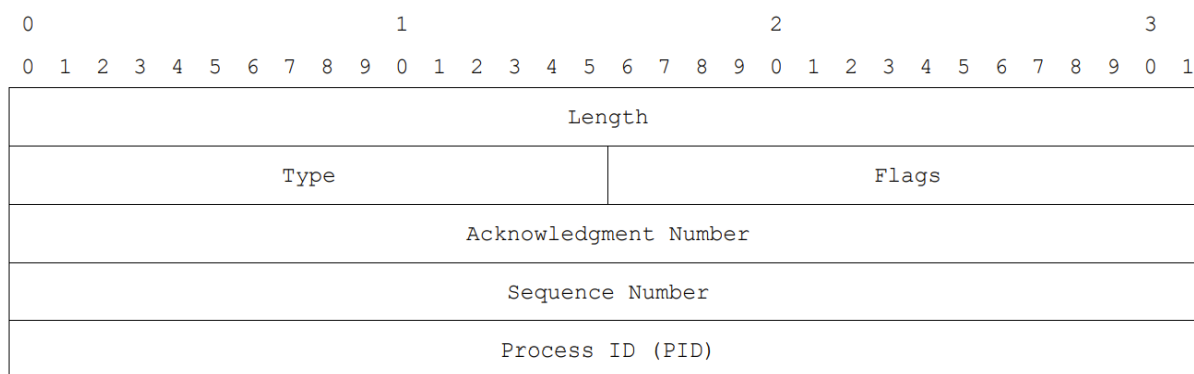 0 1 2 3
0 1 2 3 4 5 6 7 8 9 0 1 2 3 4 5 6 7 8 9 0 1 2 3 4 5 6 7 8 9 0 1
Length
Type Flags
Acknowledgment Number
Sequence Number
Process ID (PID)